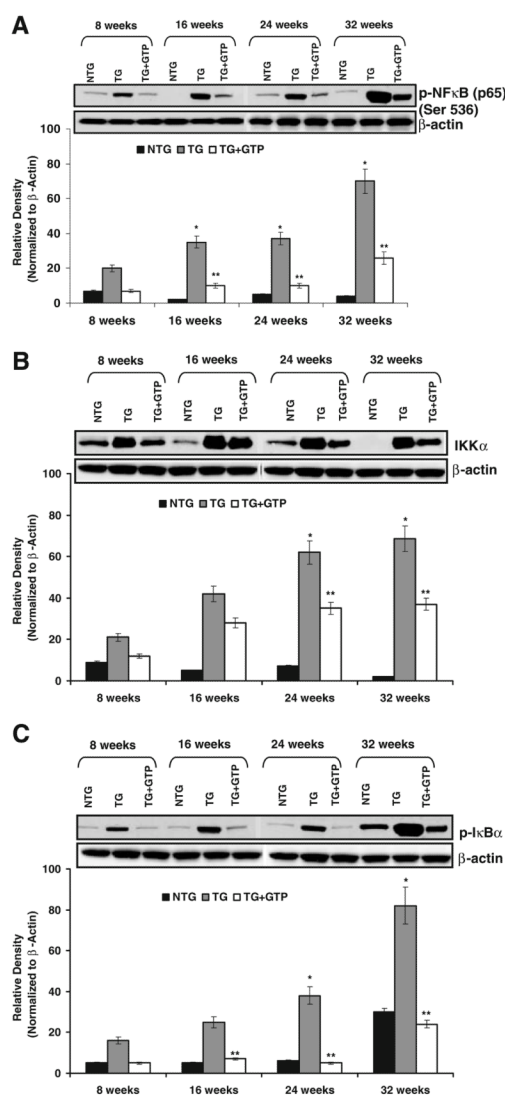 A
8 weeks 16 weeks 24 weeks 32 weeks
NTG TG TG+GTP NTG TG TG+GTP NTG TG TG+GTP NTG TG TG+GTP
p-NFκB (p65)
(Ser 536)
β-actin
NTG TG TG+GTP
Relative Density
(Normalized to β-Actin)
100
80
60
40
20
0
* * *
** ** **
8 weeks 16 weeks 24 weeks 32 weeks
B
8 weeks 16 weeks 24 weeks 32 weeks
NTG TG TG+GTP NTG TG TG+GTP NTG TG TG+GTP NTG TG TG+GTP
IKKα
β-actin
NTG TG TG+GTP
Relative Density
(Normalized to β-Actin)
100
80
60
40
20
0
* *
** **
8 weeks 16 weeks 24 weeks 32 weeks
C
8 weeks 16 weeks 24 weeks 32 weeks
NTG TG TG+GTP NTG TG TG+GTP NTG TG TG+GTP NTG TG TG+GTP
p-IκBα
β-actin
NTG TG TG+GTP
Relative Density
(Normalized to β-Actin)
100
80
60
40
20
0
* *
** ** **
8 weeks 16 weeks 24 weeks 32 weeks